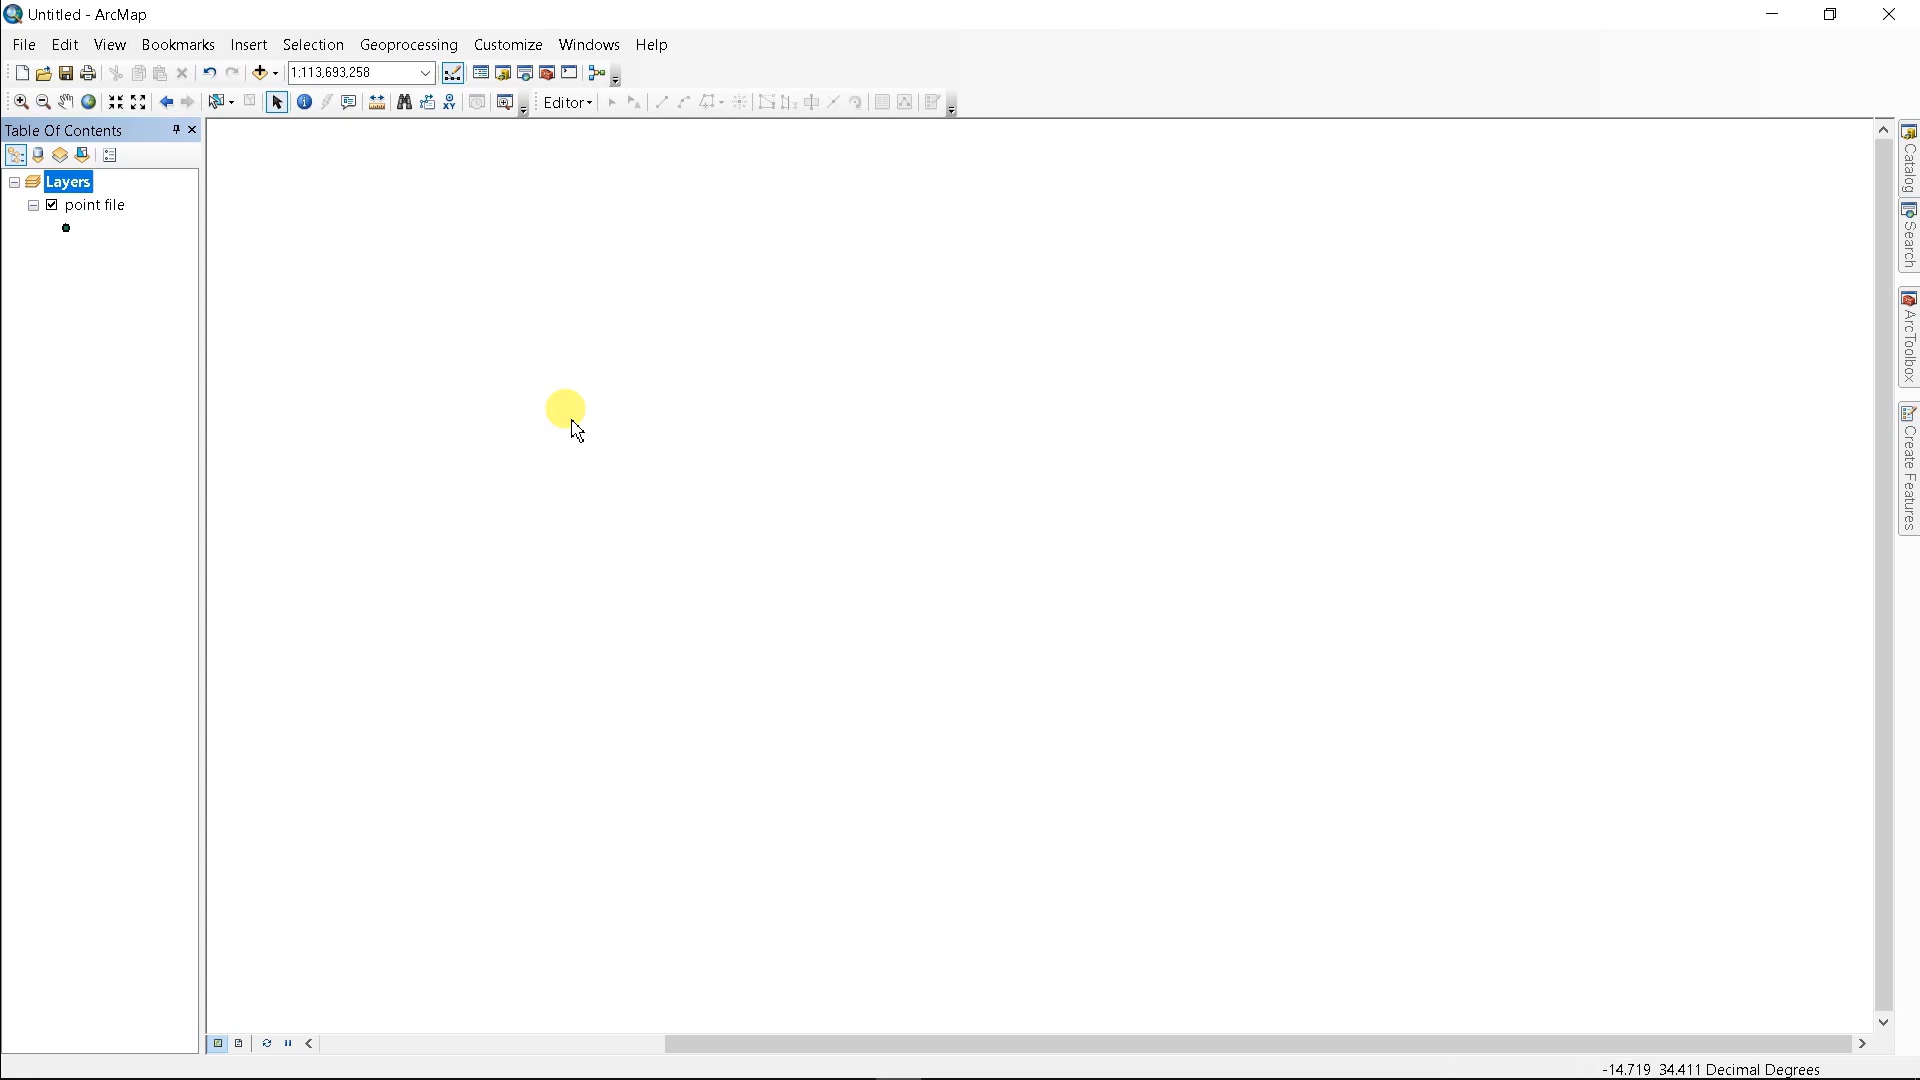 Untitled - ArcMap
File Edit View Bookmarks Insert Selection Geoprocessing Customize Windows Help
1:113,693,258
Editor
Table Of Contents
Layers
point file
Catalog
Search
ArcToolbox
Create Features
-14.719 34.411 Decimal Degrees